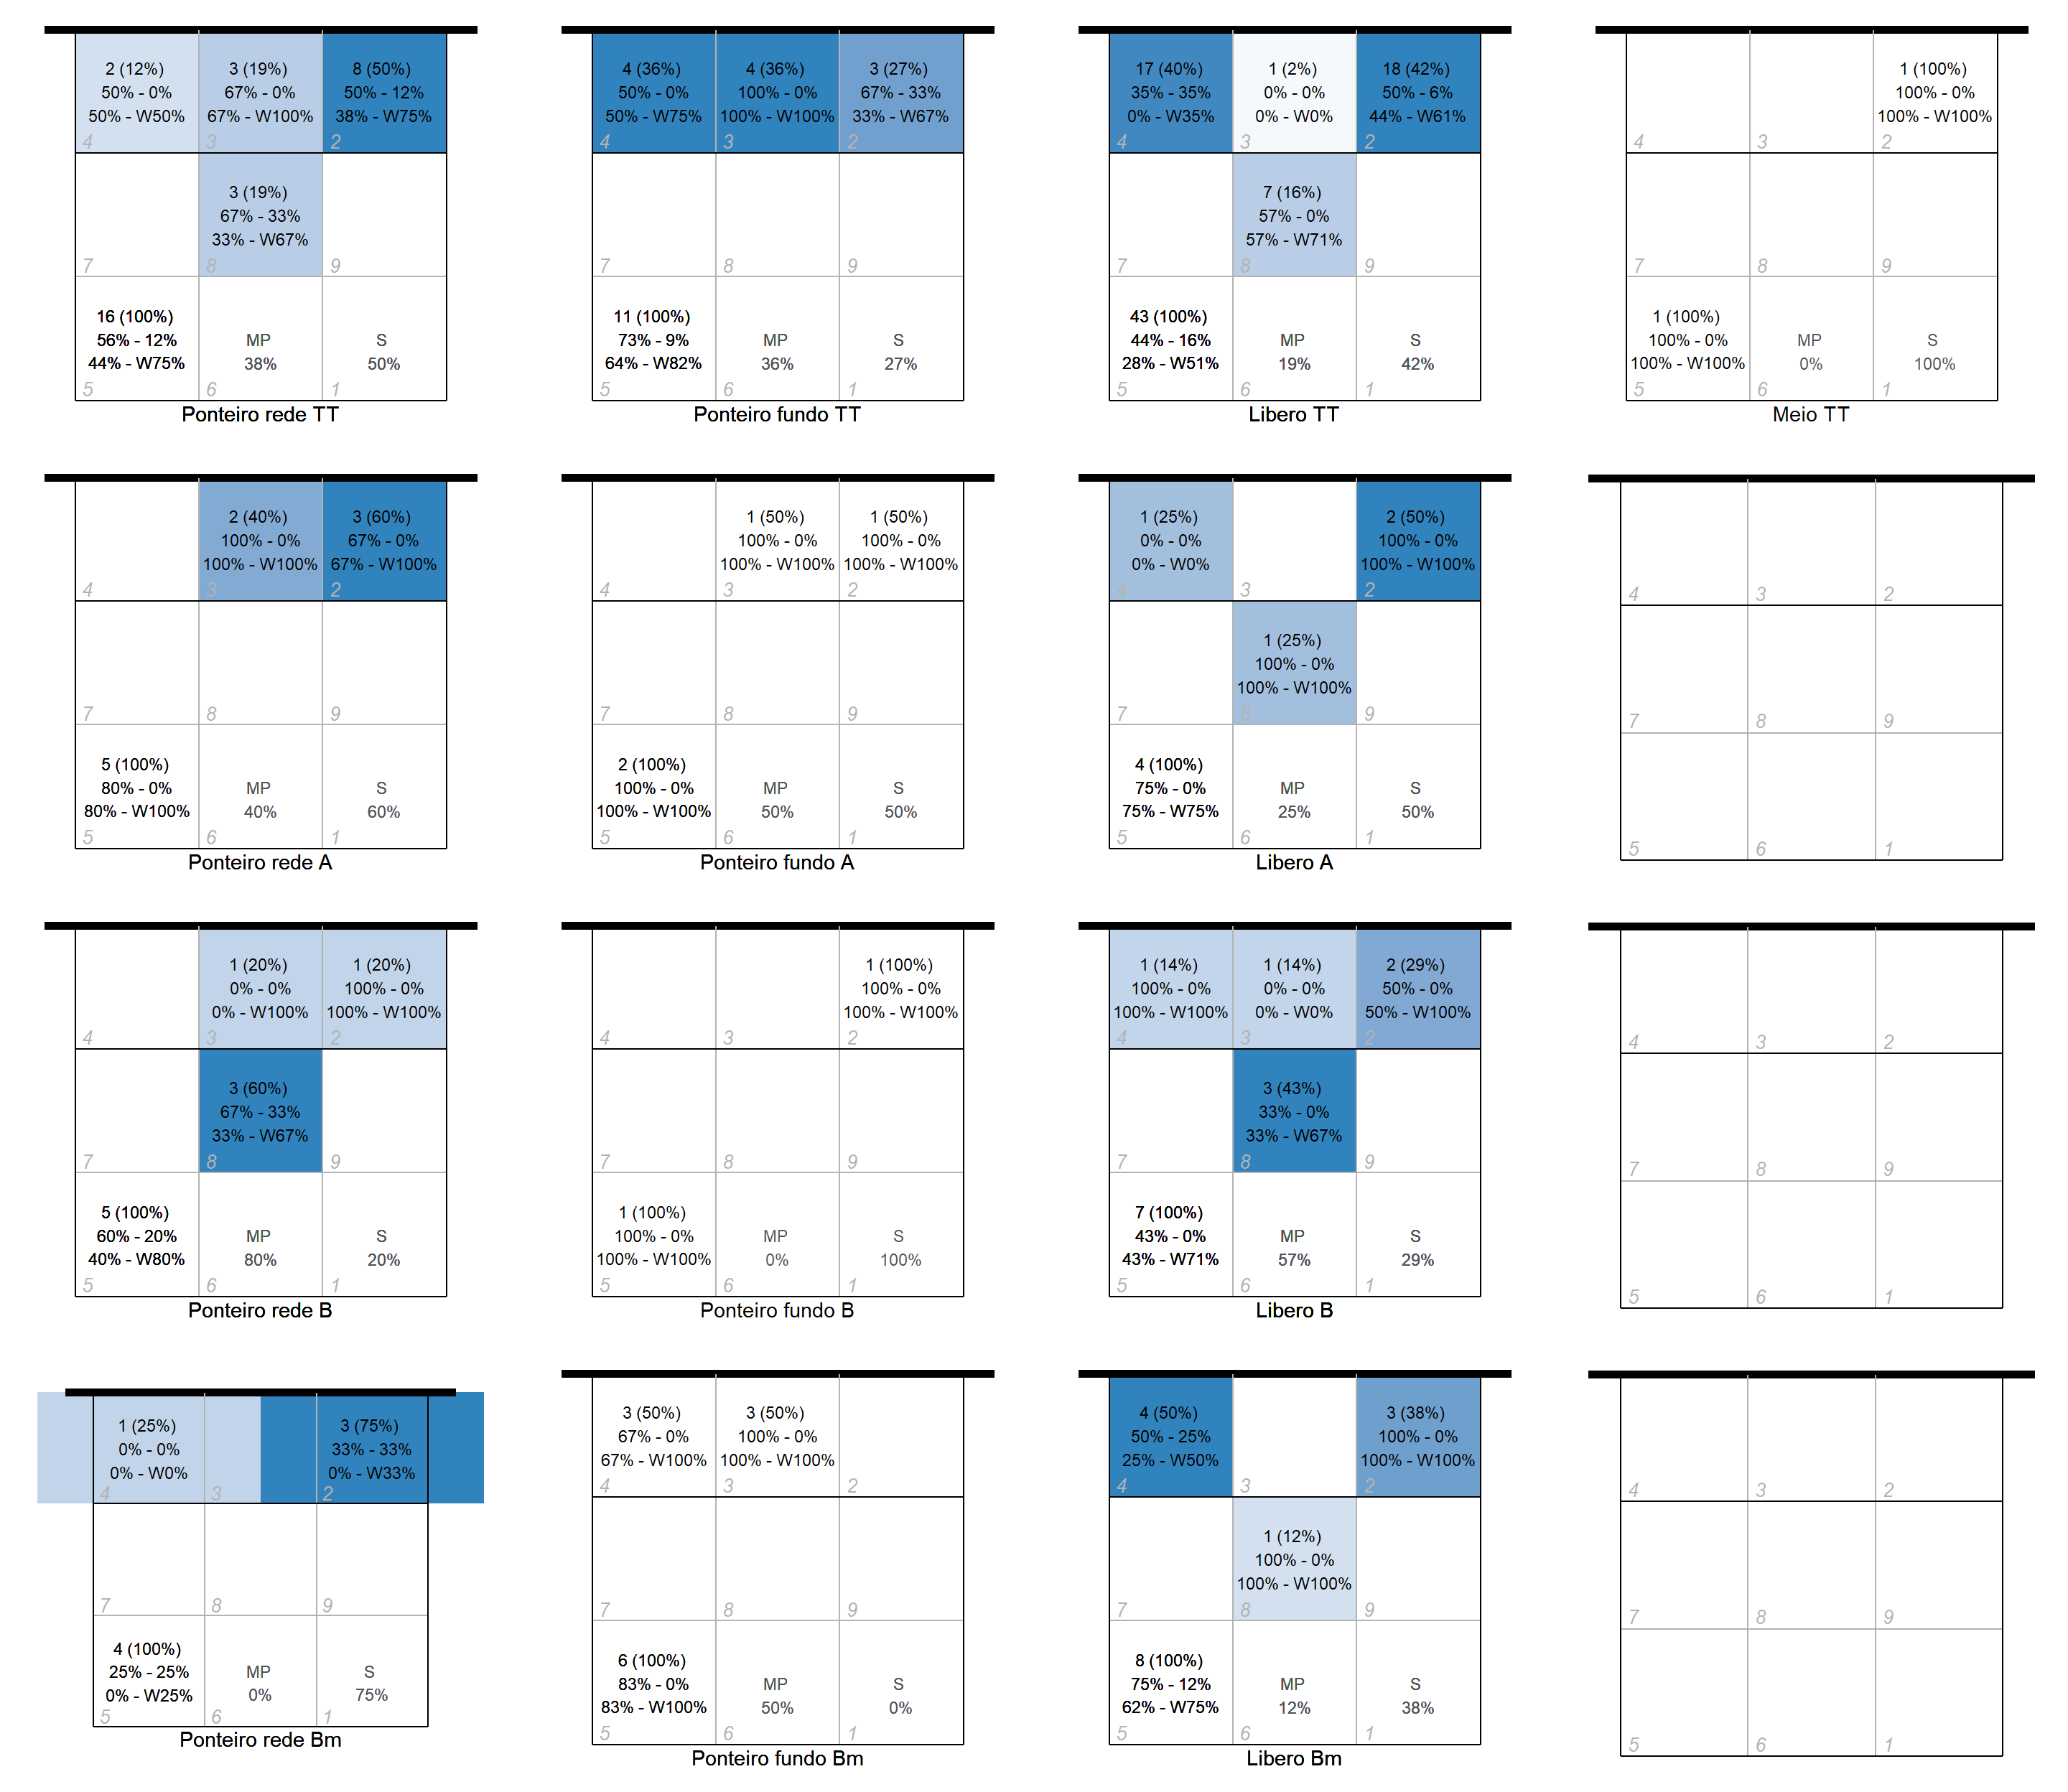 2 (12%)
50% - 0%
50% - W50%
4
3 (19%)
67% - 0%
67% - W100%
3
8 (50%)
50% - 12%
38% - W75%
2
7
3 (19%)
67% - 33%
33% - W67%
8
9
16 (100%)
56% - 12%
44% - W75%
5
MP
38%
6
S
50%
1
Ponteiro rede TT
4 (36%)
50% - 0%
50% - W75%
4
4 (36%)
100% - 0%
100% - W100%
3
3 (27%)
67% - 33%
33% - W67%
2
7
8
9
11 (100%)
73% - 9%
64% - W82%
5
MP
36%
6
S
27%
1
Ponteiro fundo TT
17 (40%)
35% - 35%
0% - W35%
4
1 (2%)
0% - 0%
0% - W0%
3
18 (42%)
50% - 6%
44% - W61%
2
7
7 (16%)
57% - 0%
57% - W71%
8
9
43 (100%)
44% - 16%
28% - W51%
5
MP
19%
6
S
42%
1
Libero TT
4
3
1 (100%)
100% - 0%
100% - W100%
2
7
8
9
1 (100%)
100% - 0%
100% - W100%
5
MP
0%
6
S
100%
1
Meio TT
4
2 (40%)
100% - 0%
100% - W100%
3
3 (60%)
67% - 0%
67% - W100%
2
7
8
9
5 (100%)
80% - 0%
80% - W100%
5
MP
40%
6
S
60%
1
Ponteiro rede A
4
1 (50%)
100% - 0%
100% - W100%
3
1 (50%)
100% - 0%
100% - W100%
2
7
8
9
2 (100%)
100% - 0%
100% - W100%
5
MP
50%
6
S
50%
1
Ponteiro fundo A
1 (25%)
0% - 0%
0% - W0%
4
3
2 (50%)
100% - 0%
100% - W100%
2
7
1 (25%)
100% - 0%
100% - W100%
8
9
4 (100%)
75% - 0%
75% - W75%
5
MP
25%
6
S
50%
1
Libero A
4
3
2
7
8
9
5
6
1
4
1 (20%)
0% - 0%
0% - W100%
3
1 (20%)
100% - 0%
100% - W100%
2
7
3 (60%)
67% - 33%
33% - W67%
8
9
5 (100%)
60% - 20%
40% - W80%
5
MP
80%
6
S
20%
1
Ponteiro rede B
4
3
1 (100%)
100% - 0%
100% - W100%
2
7
8
9
1 (100%)
100% - 0%
100% - W100%
5
MP
0%
6
S
100%
1
Ponteiro fundo B
1 (14%)
100% - 0%
100% - W100%
4
1 (14%)
0% - 0%
0% - W0%
3
2 (29%)
50% - 0%
50% - W100%
2
7
3 (43%)
33% - 0%
33% - W67%
8
9
7 (100%)
43% - 0%
43% - W71%
5
MP
57%
6
S
29%
1
Libero B
4
3
2
7
8
9
5
6
1
1 (25%)
0% - 0%
0% - W0%
4
3
3 (75%)
33% - 33%
0% - W33%
2
7
8
9
4 (100%)
25% - 25%
0% - W25%
5
MP
0%
6
S
75%
1
Ponteiro rede Bm
3 (50%)
67% - 0%
67% - W100%
4
3 (50%)
100% - 0%
100% - W100%
3
2
7
8
9
6 (100%)
83% - 0%
83% - W100%
5
MP
50%
6
S
0%
1
Ponteiro fundo Bm
4 (50%)
50% - 25%
25% - W50%
4
3
3 (38%)
100% - 0%
100% - W100%
2
7
1 (12%)
100% - 0%
100% - W100%
8
9
8 (100%)
75% - 12%
62% - W75%
5
MP
12%
6
S
38%
1
Libero Bm
4
3
2
7
8
9
5
6
1